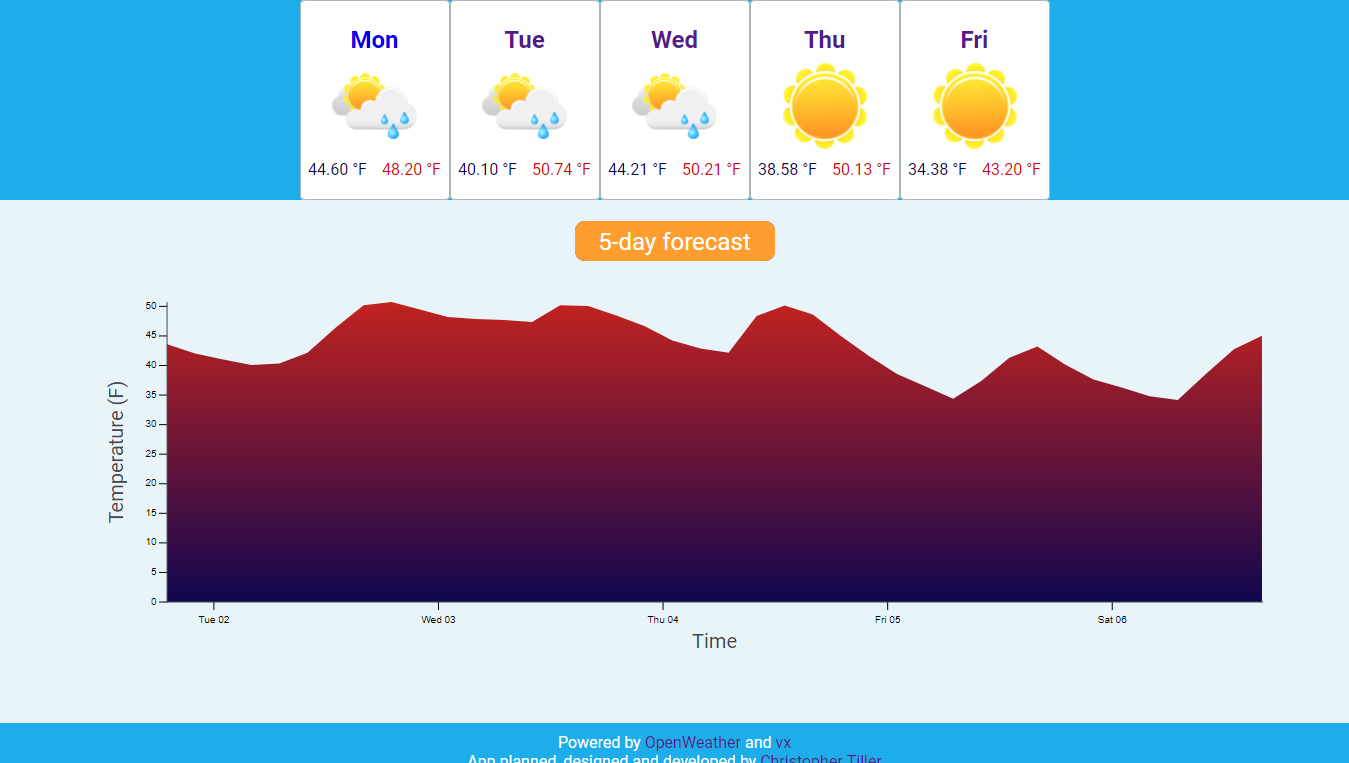 Mon Tue Wed Thu Fri
44.60 °F 48.20 °F 40.10 °F 50.74 °F 44.21 °F 50.21 °F 38.58 °F 50.13 °F 34.38 °F 43.20 °F
5-day forecast
50
45
40
35
30
25
20
15
10
5
0
Temperature (F)
Tue 02 Wed 03 Thu 04 Fri 05 Sat 06
Time
Powered by OpenWeather and vx
App planned, designed and developed by Christopher Tiller